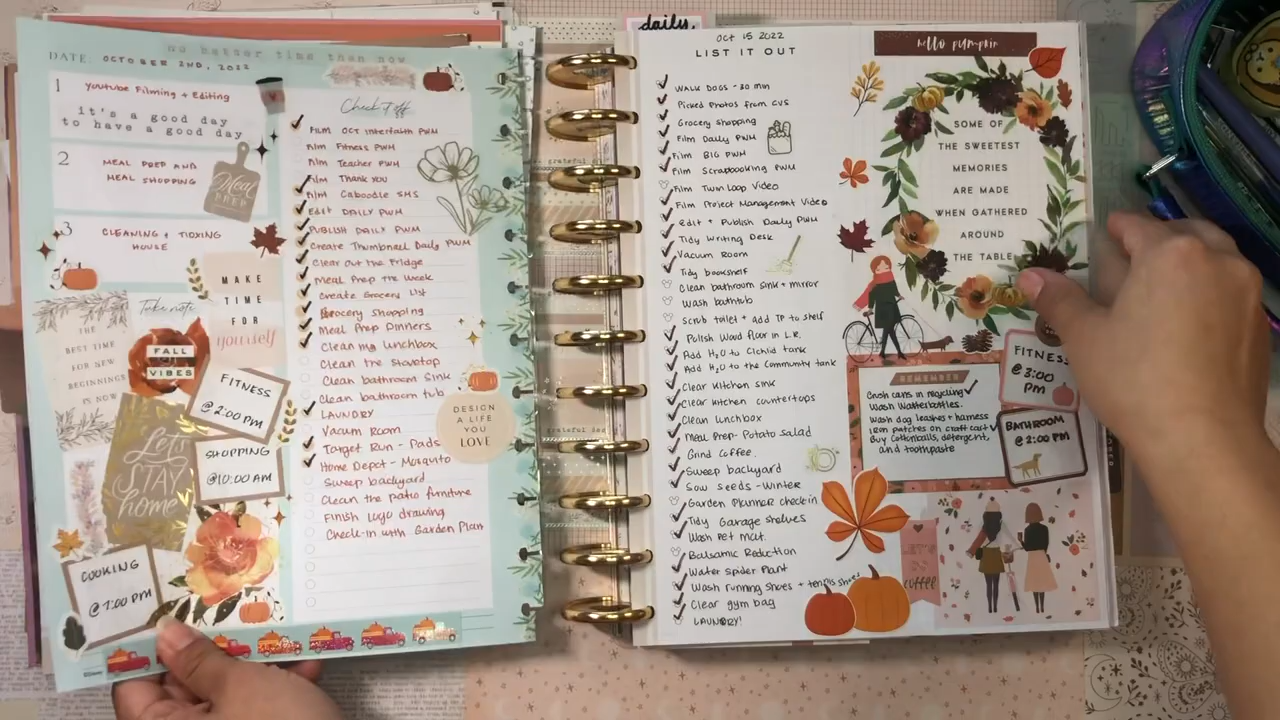 daily
no better time than now
DATE: OCTOBER 2ND, 2022
1 Youtube Filming + Editing
it's a good day
to have a good day
2 MEAL PREP AND
MEAL SHOPPING
Meal
PREP
3 CLEANING + TIDYING
HOUSE
Take note
THE
BEST TIME
FOR NEW
BEGINNINGS
IS NOW
FALL
VIBES
MAKE
TIME
FOR
yourself
FITNESS
@ 2:00 PM
Let's
STAY
home
SHOPPING
@10:00 AM
COOKING
@ 7:00 PM
Check it off
Film OCT Interfaith PWM
Film Fitness PWM
Film Teacher PWM
Film Thank you
Film Caboodle SMS
Edit DAILY PWM
PUBLISH DAILY PWM
Create Thumbnail Daily PWM
Clear Out the Fridge
Meal Prep the Week
Create Grocery List
Grocery Shopping
Meal Prep Dinners
Clean my lunchbox
Clean the stovetop
Clean bathroom sink
Clean bathroom tub
LAUNDRY
Vacum Room
Target Run - Pads
Home Depot - Mosquito
Sweep backyard
Clean the patio furniture
Finish Logo drawing
Check-in with Garden Plan
DESIGN
A LIFE
YOU
LOVE
OCT 15 2022
LIST IT OUT
WALK DOGS - 30 min
Picked Photos from CVS
Grocery shopping
Film Daily PWM
Film BIG PWM
Film Scrapbooking PWM
Film Twin Loop Video
Film Project Management Video
Edit + Publish Daily PWM
Tidy Writing Desk
Vacum Room
Tidy bookshelf
Clean bathroom sink + mirror
Wash bathtub
Scrub toilet + add TP to shelf
Polish Wood floor in L.R.
Add H2O to Cichlid tank
Add H2O to the Community tank
Clear Kitchen sink
Clear Kitchen countertops
Clean Lunchbox
Meal Prep - Potato salad
Grind Coffee
Sweep backyard
Sow seeds - Winter
Garden Planner check-in
Tidy Garage shelves
Wash Pet mat.
Balsamic Reduction
Water spider Plant
Wash running shoes + tennis shoes
Clear gym bag
LAUNDRY!
hello pumpkin
SOME OF
THE SWEETEST
MEMORIES
ARE MADE
WHEN GATHERED
AROUND
THE TABLE
REMEMBER
Crush cans in recycling
Wash Waterbottles.
Wash dog leashes + harness
Iron patches on craft cart
Buy Cottonballs, detergent,
and toothpaste
FITNESS
@ 3:00
PM
BATHROOM
@ 2:00 PM
LET'S
coffee